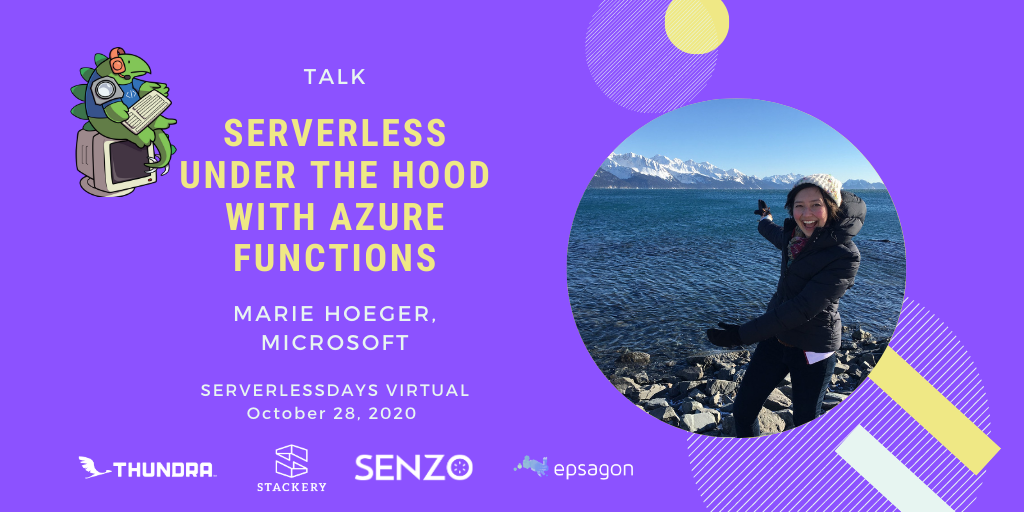 TALK
SERVERLESS
UNDER THE HOOD
WITH AZURE
FUNCTIONS
MARIE HOEGER,
MICROSOFT
SERVERLESSDAYS VIRTUAL
October 28, 2020
THUNDRA
STACKERY
SENZO
epsagon